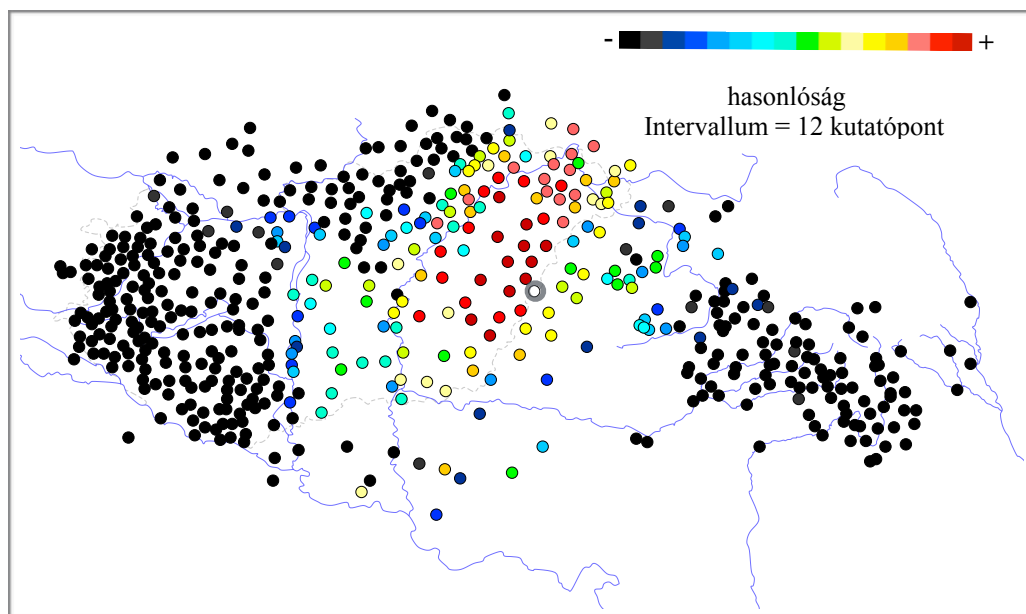 - +
hasonlóság
Intervallum = 12 kutatópont